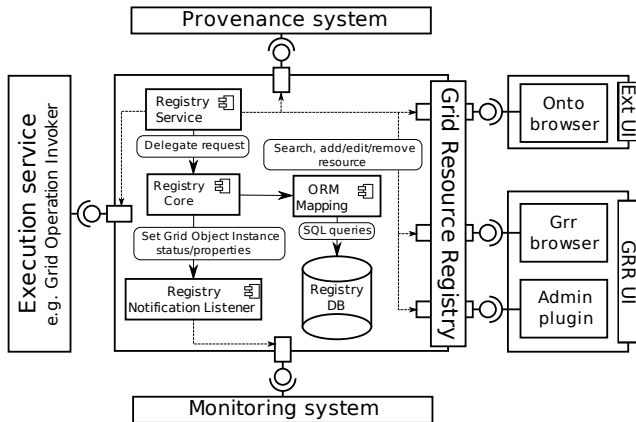 Provenance system
Execution service
e.g. Grid Operation Invoker
Registry
Service
Delegate request
Search, add/edit/remove
resource
Registry
Core
ORM
Mapping
Set Grid Object Instance
status/properties
SQL queries
Registry
Notification Listener
Registry
DB
Grid Resource Registry
Onto
browser
Ext UI
Grr
browser
Admin
plugin
GRR UI
Monitoring system